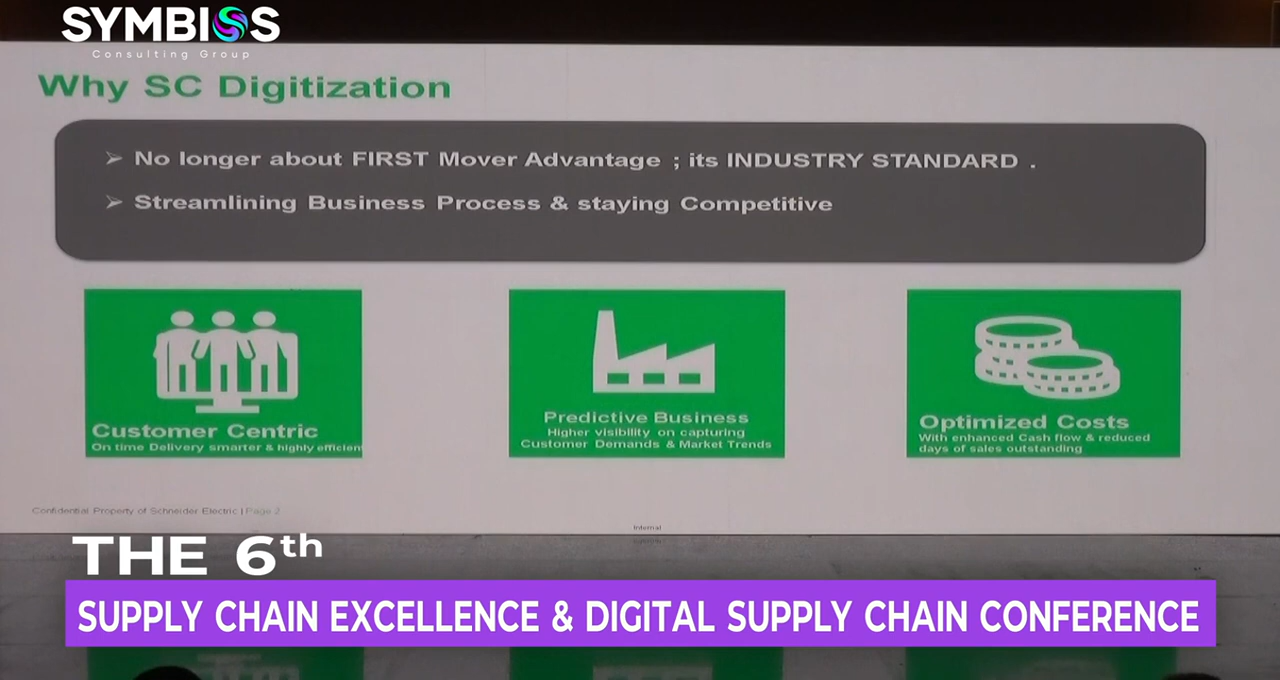 SYMBIOS
Consulting Group
Why SC Digitization
➢ No longer about FIRST Mover Advantage ; its INDUSTRY STANDARD .
➢ Streamlining Business Process & staying Competitive
Customer Centric
On time Delivery smarter & highly efficient
Predictive Business
Higher visibility on capturing
Customer Demands & Market Trends
Optimized Costs
With enhanced Cash flow & reduced
days of sales outstanding
Confidential Property of Schneider Electric | Page 2
Internal
THE 6th
SUPPLY CHAIN EXCELLENCE & DIGITAL SUPPLY CHAIN CONFERENCE